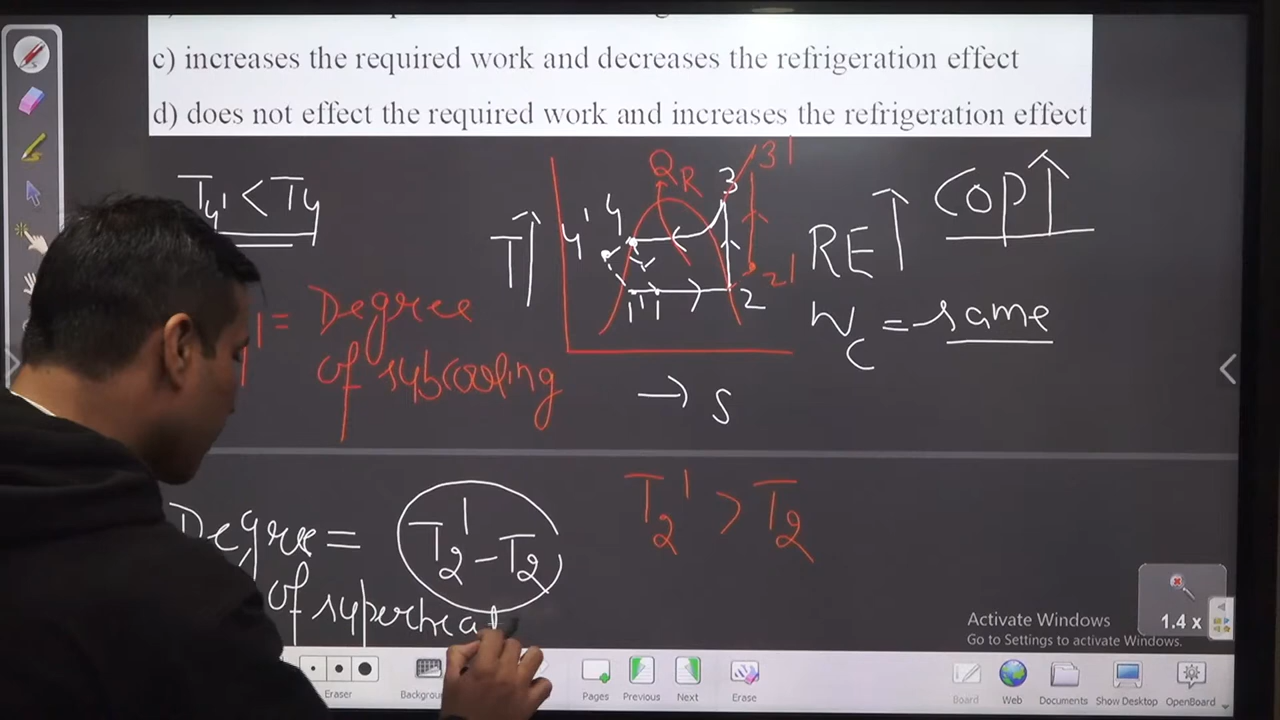 c) increases the required work and decreases the refrigeration effect
d) does not effect the required work and increases the refrigeration effect
T4' < T4
QR
3'
3
4' 4
T
1' 1
2
2'
→ s
RE↑
COP↑
Wc = same
1 = Degree
of subcooling
T2' > T2
Degree = T2' - T2
of superheat
Activate Windows
Go to Settings to activate Windows.
1.4 x
Eraser
Pages
Previous
Next
Erase
Board
Web
Documents
Show Desktop
OpenBoard